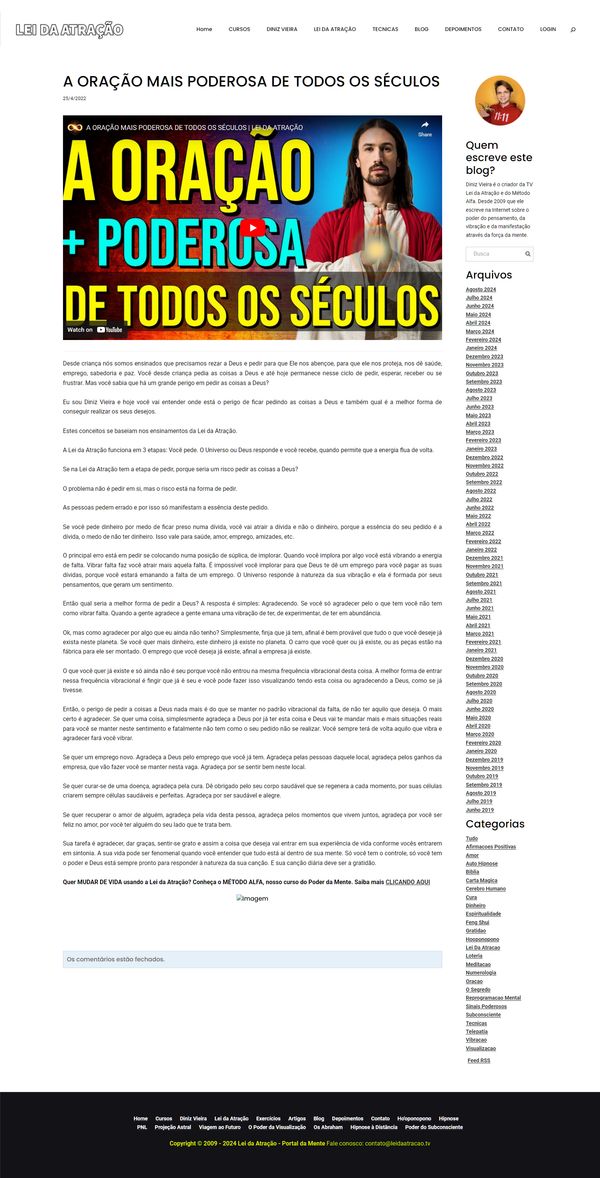 LEI DA ATRAÇÃO
Home CURSOS DINIZ VIEIRA LEI DA ATRAÇÃO TECNICAS BLOG DEPOIMENTOS CONTATO LOGIN
A ORAÇÃO MAIS PODEROSA DE TODOS OS SÉCULOS
25/4/2022
A ORAÇÃO MAIS PODEROSA DE TODOS OS SÉCULOS | LEI DA ATRAÇÃO
Share
A ORAÇÃO
+ PODEROSA
DE TODOS OS SÉCULOS
Watch on YouTube
Desde criança nós somos ensinados que precisamos rezar a Deus e pedir para que Ele nos abençoe, para que ele nos proteja, nos dê saúde,
emprego, sabedoria e paz. Você desde criança pedia as coisas a Deus e até hoje permanece nesse ciclo de pedir, esperar, receber ou se
frustrar. Mas você sabia que há um grande perigo em pedir as coisas a Deus?
Eu sou Diniz Vieira e hoje você vai entender onde está o perigo de ficar pedindo as coisas a Deus e também qual é a melhor forma de
conseguir realizar os seus desejos.
Estes conceitos se baseiam nos ensinamentos da Lei da Atração.
A Lei da Atração funciona em 3 etapas: Você pede. O Universo ou Deus responde e você recebe, quando permite que a energia flua de volta.
Se na Lei da Atração tem a etapa de pedir, porque seria um risco pedir as coisas a Deus?
O problema não é pedir em si, mas o risco está na forma de pedir.
As pessoas pedem errado e por isso só manifestam a essência deste pedido.
Se você pede dinheiro por medo de ficar preso numa dívida, você vai atrair a dívida e não o dinheiro, porque a essência do seu pedido é a
dívida, o medo de não ter dinheiro. Isso vale para saúde, amor, emprego, amizades, etc.
O principal erro está em pedir se colocando numa posição de súplica, de implorar. Quando você implora por algo você está vibrando a energia
de falta. Vibrar falta faz você atrair mais aquela falta. É impossível você implorar para que Deus te dê um emprego para você pagar as suas
dívidas, porque você estará emanando a falta de um emprego. O Universo responde à natureza da sua vibração e ela é formada por seus
pensamentos, que geram um sentimento.
Então qual seria a melhor forma de pedir a Deus? A resposta é simples: Agradecendo. Se você só agradecer pelo o que tem você não tem
como vibrar falta. Quando a gente agradece a gente emana uma vibração de ter, de experimentar, de ter em abundância.
Ok, mas como agradecer por algo que eu ainda não tenho? Simplesmente, finja que já tem, afinal é bem provável que tudo o que você deseje já
exista neste planeta. Se você quer mais dinheiro, este dinheiro já existe no planeta. O carro que você quer ou já existe, ou as peças estão na
fábrica para ele ser montado. O emprego que você deseja já existe, afinal a empresa já existe.
O que você quer já existe e só ainda não é seu porque você não entrou na mesma frequência vibracional desta coisa. A melhor forma de entrar
nessa frequência vibracional é fingir que já é seu e você pode fazer isso visualizando tendo esta coisa ou agradecendo a Deus, como se já
tivesse.
Então, o perigo de pedir a coisas a Deus nada mais é do que se manter no padrão vibracional da falta, de não ter aquilo que deseja. O mais
certo é agradecer. Se quer uma coisa, simplesmente agradeça a Deus por já ter esta coisa e Deus vai te mandar mais e mais situações reais
para você se manter neste sentimento e fatalmente não tem como o seu pedido não se realizar. Você sempre terá de volta aquilo que vibra e
agradecer fará você vibrar.
Se quer um emprego novo. Agradeça a Deus pelo emprego que você já tem. Agradeça pelas pessoas daquele local, agradeça pelos ganhos da
empresa, que vão fazer você se manter nesta vaga. Agradeça por se sentir bem neste local.
Se quer curar-se de uma doença, agradeça pela cura. Dê obrigado pelo seu corpo saudável que se regenera a cada momento, por suas células
criarem sempre células saudáveis e perfeitas. Agradeça por ser saudável e alegre.
Se quer recuperar o amor de alguém, agradeça pela vida desta pessoa, agradeça pelos momentos que vivem juntos, agradeça por você ser
feliz no amor, por você ter alguém do seu lado que te trata bem.
Sua tarefa é agradecer, dar graças, sentir-se grato e assim a coisa que deseja vai entrar em sua experiência de vida conforme vocês entrarem
em sintonia. A sua vida pode ser fenomenal quando você entender que tudo está aí dentro de sua mente. Só você tem o controle, só você tem
o poder e Deus está sempre pronto para responder à natureza da sua canção. E sua canção diária deve ser a gratidão.
Quer MUDAR DE VIDA usando a Lei da Atração? Conheça o MÉTODO ALFA, nosso curso do Poder da Mente. Saiba mais CLICANDO AQUI
Imagem
Os comentários estão fechados.
11:11
Quem
escreve este
blog?
Diniz Vieira é o criador da TV
Lei da Atração e do Método
Alfa. Desde 2009 que ele
escreve na Internet sobre o
poder do pensamento, da
vibração e da manifestação
através da força da mente.
Busca
Arquivos
Agosto 2024
Julho 2024
Junho 2024
Maio 2024
Abril 2024
Março 2024
Fevereiro 2024
Janeiro 2024
Dezembro 2023
Novembro 2023
Outubro 2023
Setembro 2023
Agosto 2023
Julho 2023
Junho 2023
Maio 2023
Abril 2023
Março 2023
Fevereiro 2023
Janeiro 2023
Dezembro 2022
Novembro 2022
Outubro 2022
Setembro 2022
Agosto 2022
Julho 2022
Junho 2022
Maio 2022
Abril 2022
Março 2022
Fevereiro 2022
Janeiro 2022
Dezembro 2021
Novembro 2021
Outubro 2021
Setembro 2021
Agosto 2021
Julho 2021
Junho 2021
Maio 2021
Abril 2021
Março 2021
Fevereiro 2021
Janeiro 2021
Dezembro 2020
Novembro 2020
Outubro 2020
Setembro 2020
Agosto 2020
Julho 2020
Junho 2020
Maio 2020
Abril 2020
Março 2020
Fevereiro 2020
Janeiro 2020
Dezembro 2019
Novembro 2019
Outubro 2019
Setembro 2019
Agosto 2019
Julho 2019
Junho 2019
Categorias
Tudo
Afirmacoes Positivas
Amor
Auto Hipnose
Biblia
Carta Magica
Cerebro Humano
Cura
Dinheiro
Espiritualidade
Feng Shui
Gratidao
Hooponopono
Lei Da Atracao
Loteria
Meditacao
Numerologia
Oracao
O Segredo
Reprogramacao Mental
Sinais Poderosos
Subconsciente
Tecnicas
Telepatia
Vibracao
Visualizacao
Feed RSS
Home Cursos Diniz Vieira Lei da Atração Exercícios Artigos Blog Depoimentos Contato Ho'oponopono Hipnose
PNL Projeção Astral Viagem ao Futuro O Poder da Visualização Os Abraham Hipnose à Distância Poder do Subconsciente
Copyright © 2009 - 2024 Lei da Atração - Portal da Mente Fale conosco: contato@leidaatracao.tv